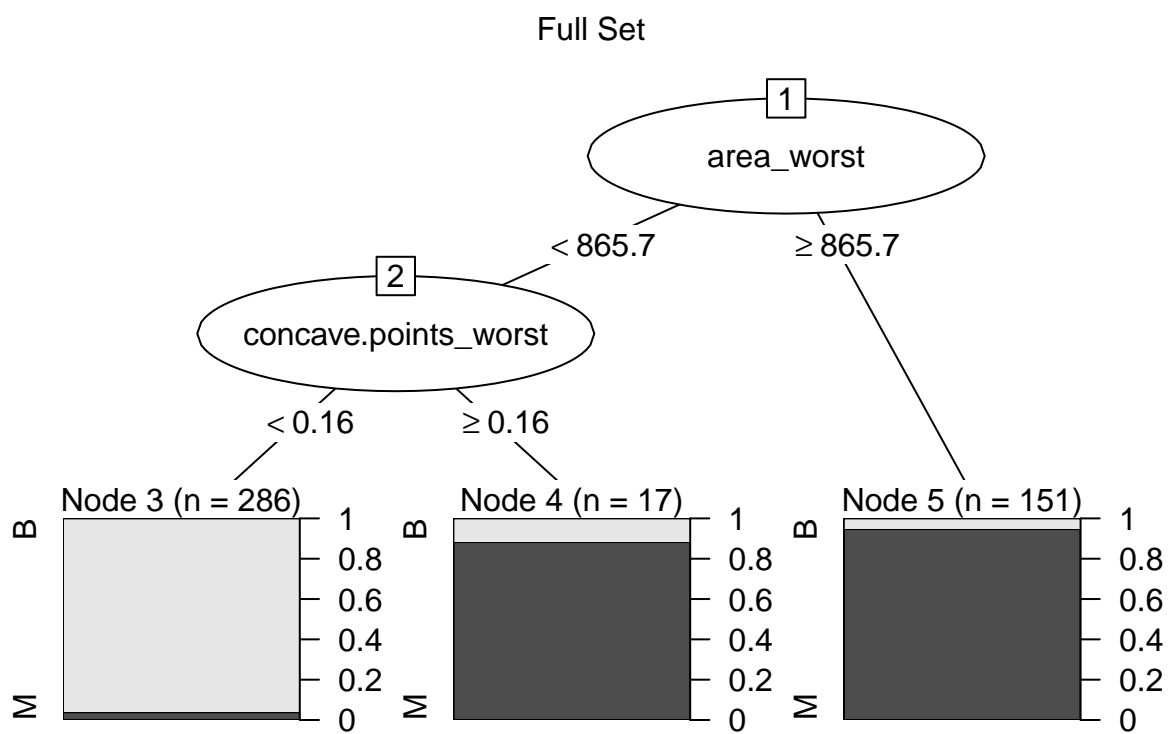 Full Set
1
area_worst
< 865.7
≥ 865.7
2
concave.points_worst
< 0.16
≥ 0.16
Node 3 (n = 286)
B
M
1
0.8
0.6
0.4
0.2
0
Node 4 (n = 17)
B
M
1
0.8
0.6
0.4
0.2
0
Node 5 (n = 151)
B
M
1
0.8
0.6
0.4
0.2
0